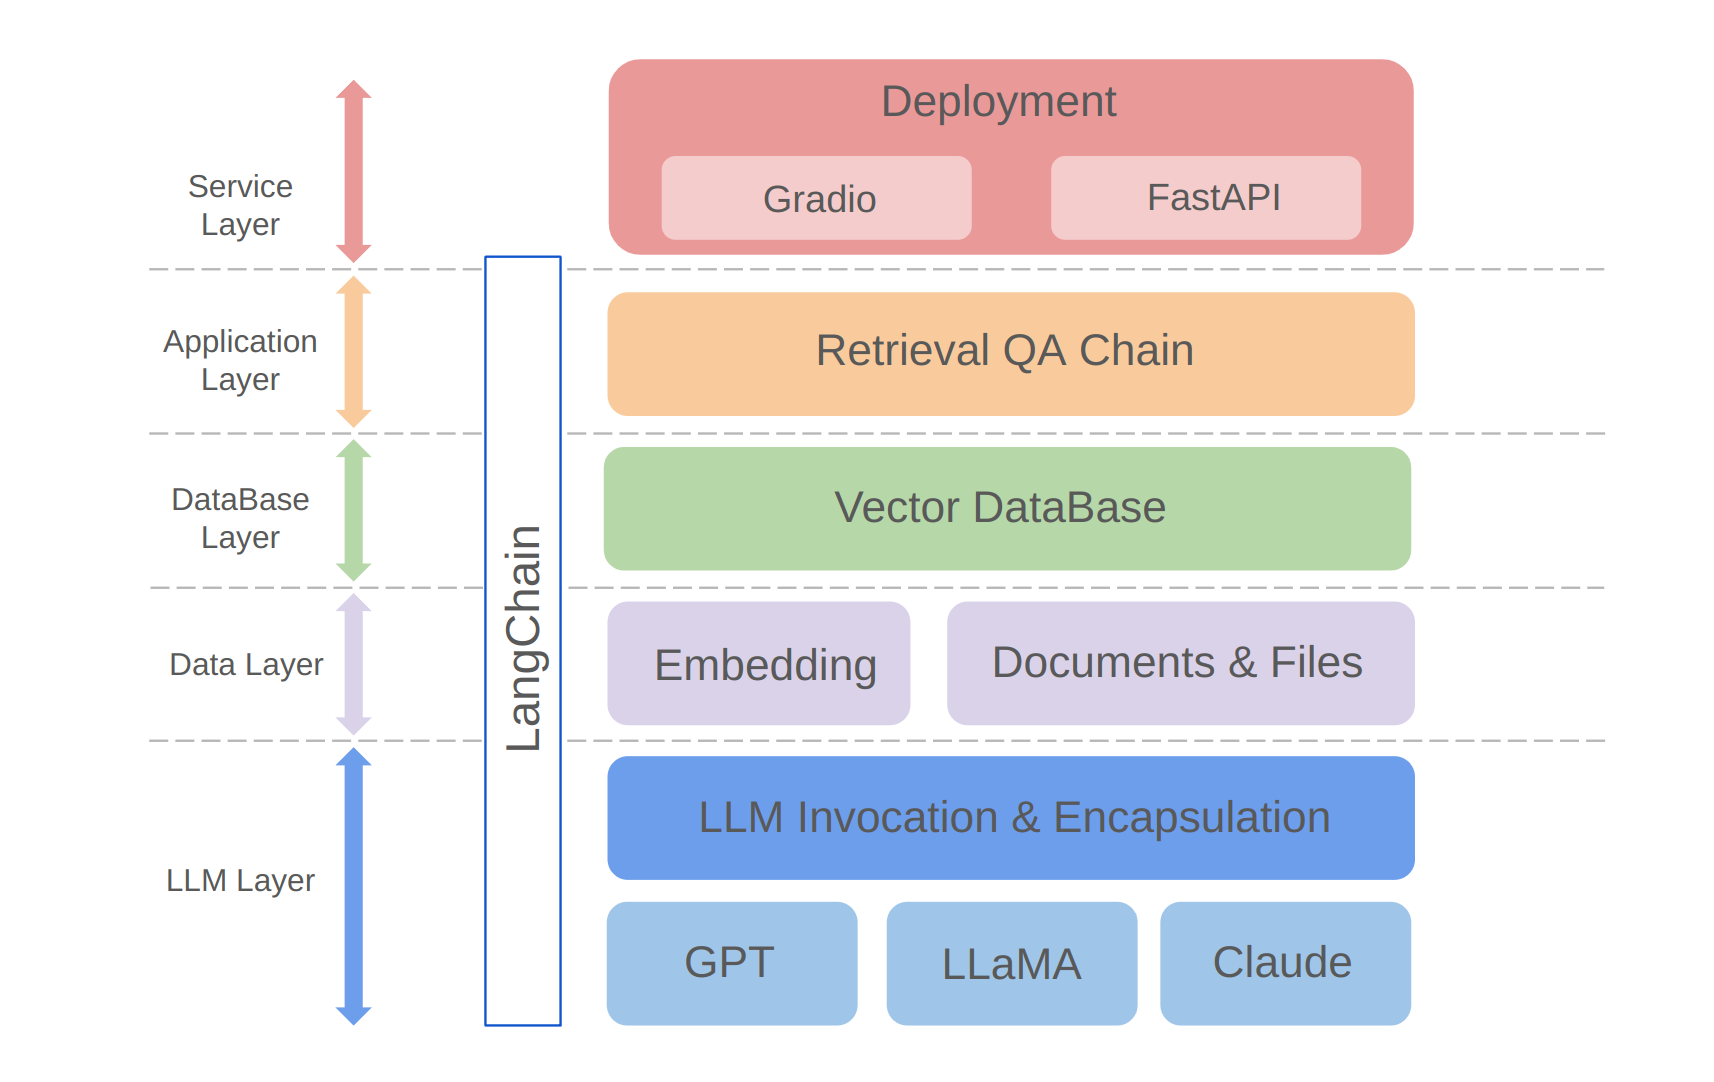 Deployment
Gradio
FastAPI
Service
Layer
Application
Layer
Retrieval QA Chain
DataBase
Layer
Vector DataBase
LangChain
Data Layer
Embedding
Documents & Files
LLM Layer
LLM Invocation & Encapsulation
GPT
LLaMA
Claude